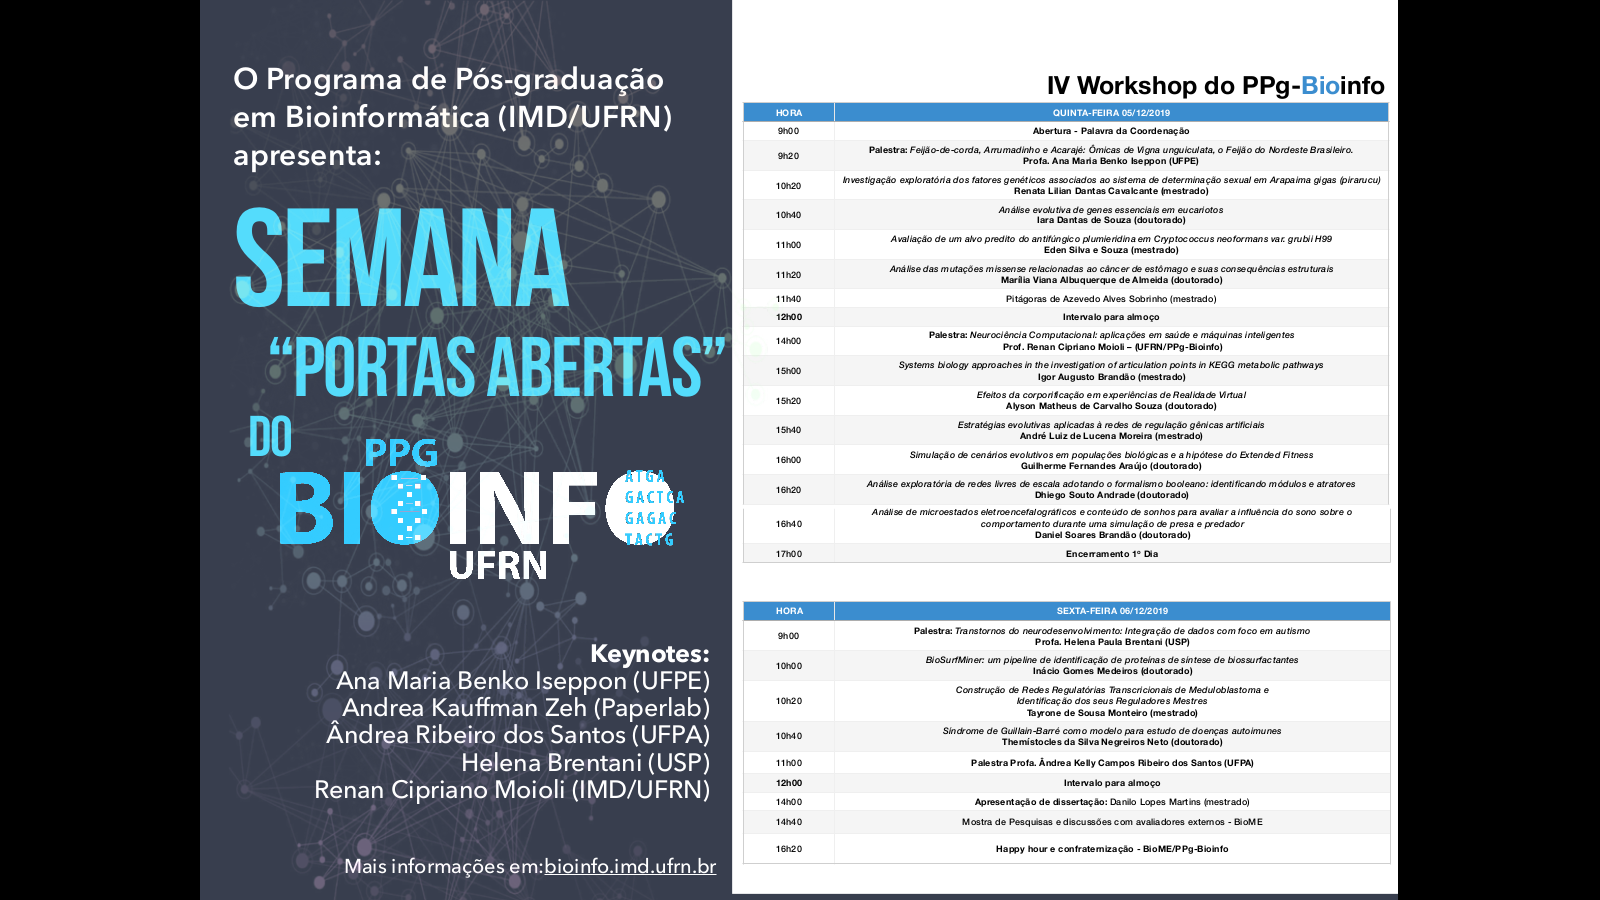 O Programa de Pós-graduação
em Bioinformática (IMD/UFRN)
apresenta:
SEMANA
“PORTAS ABERTAS”
DO
PPG
BIOINFO
ATGA
GACTCA
GAGAC
TACTG
UFRN
Keynotes:
Ana Maria Benko Iseppon (UFPE)
Andrea Kauffman Zeh (Paperlab)
Ândrea Ribeiro dos Santos (UFPA)
Helena Brentani (USP)
Renan Cipriano Moioli (IMD/UFRN)
Mais informações em:bioinfo.imd.ufrn.br
IV Workshop do PPg-Bioinfo
HORA QUINTA-FEIRA 05/12/2019
9h00 Abertura - Palavra da Coordenação
9h20 Palestra: Feijão-de-corda, Arrumadinho e Acarajé: Ômicas de Vigna unguiculata, o Feijão do Nordeste Brasileiro.
Profa. Ana Maria Benko Iseppon (UFPE)
10h20 Investigação exploratória dos fatores genéticos associados ao sistema de determinação sexual em Arapaima gigas (pirarucu)
Renata Lilian Dantas Cavalcante (mestrado)
10h40 Análise evolutiva de genes essenciais em eucariotos
Iara Dantas de Souza (doutorado)
11h00 Avaliação de um alvo predito do antifúngico plumieridina em Cryptococcus neoformans var. grubii H99
Eden Silva e Souza (mestrado)
11h20 Análise das mutações missense relacionadas ao câncer de estômago e suas consequências estruturais
Marília Viana Albuquerque de Almeida (doutorado)
11h40 Pitágoras de Azevedo Alves Sobrinho (mestrado)
12h00 Intervalo para almoço
14h00 Palestra: Neurociência Computacional: aplicações em saúde e máquinas inteligentes
Prof. Renan Cipriano Moioli – (UFRN/PPg-Bioinfo)
15h00 Systems biology approaches in the investigation of articulation points in KEGG metabolic pathways
Igor Augusto Brandão (mestrado)
15h20 Efeitos da corporificação em experiências de Realidade Virtual
Alyson Matheus de Carvalho Souza (doutorado)
15h40 Estratégias evolutivas aplicadas à redes de regulação gênicas artificiais
André Luiz de Lucena Moreira (mestrado)
16h00 Simulação de cenários evolutivos em populações biológicas e a hipótese do Extended Fitness
Guilherme Fernandes Araújo (doutorado)
16h20 Análise exploratória de redes livres de escala adotando o formalismo booleano: identificando módulos e atratores
Dhiego Souto Andrade (doutorado)
16h40 Análise de microestados eletroencefalográficos e conteúdo de sonhos para avaliar a influência do sono sobre o
comportamento durante uma simulação de presa e predador
Daniel Soares Brandão (doutorado)
17h00 Encerramento 1º Dia
HORA SEXTA-FEIRA 06/12/2019
9h00 Palestra: Transtornos do neurodesenvolvimento: Integração de dados com foco em autismo
Profa. Helena Paula Brentani (USP)
10h00 BioSurfMiner: um pipeline de identificação de proteínas de síntese de biossurfactantes
Inácio Gomes Medeiros (doutorado)
10h20 Construção de Redes Regulatórias Transcricionais de Meduloblastoma e
Identificação dos seus Reguladores Mestres
Tayrone de Sousa Monteiro (mestrado)
10h40 Síndrome de Guillain-Barré como modelo para estudo de doenças autoimunes
Themístocles da Silva Negreiros Neto (doutorado)
11h00 Palestra Profa. Ândrea Kelly Campos Ribeiro dos Santos (UFPA)
12h00 Intervalo para almoço
14h00 Apresentação de dissertação: Danilo Lopes Martins (mestrado)
14h40 Mostra de Pesquisas e discussões com avaliadores externos - BioME
16h20 Happy hour e confraternização - BioME/PPg-Bioinfo